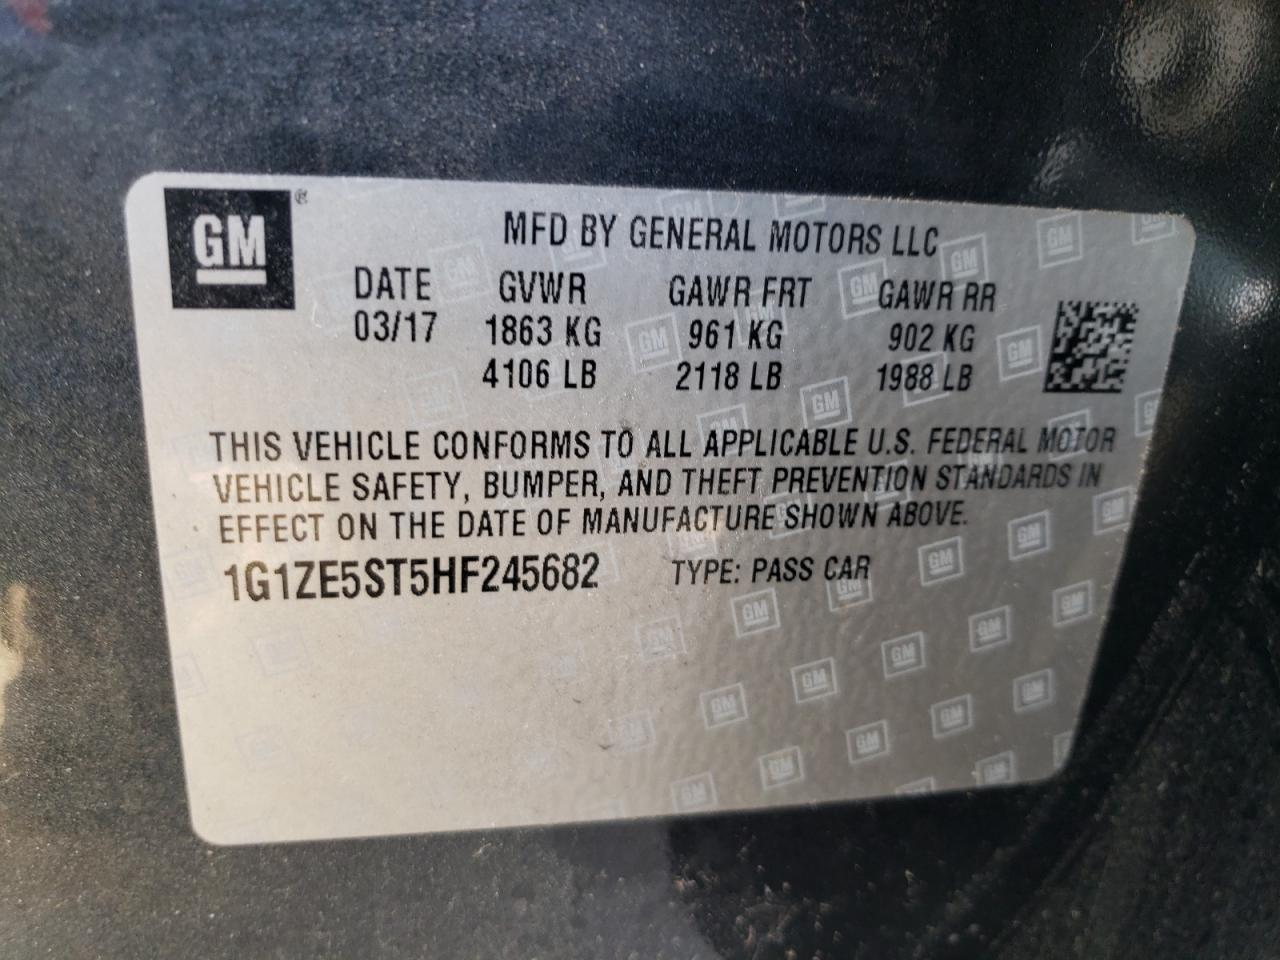 GM ®
MFD BY GENERAL MOTORS LLC
DATE GVWR GAWR FRT GAWR RR
03/17 1863 KG 961 KG 902 KG
4106 LB 2118 LB 1988 LB
THIS VEHICLE CONFORMS TO ALL APPLICABLE U.S. FEDERAL MOTOR
VEHICLE SAFETY, BUMPER, AND THEFT PREVENTION STANDARDS IN
EFFECT ON THE DATE OF MANUFACTURE SHOWN ABOVE.
1G1ZE5ST5HF245682 TYPE: PASS CAR